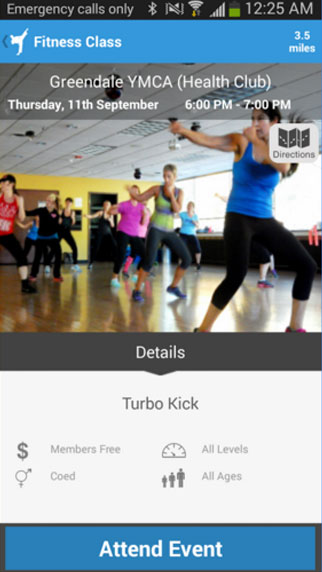 Emergency calls only 12:25 AM
Fitness Class
3.5
miles
Greendale YMCA (Health Club)
Thursday, 11th September 6:00 PM - 7:00 PM
Directions
Details
Turbo Kick
$ Members Free
All Levels
Coed
All Ages
Attend Event